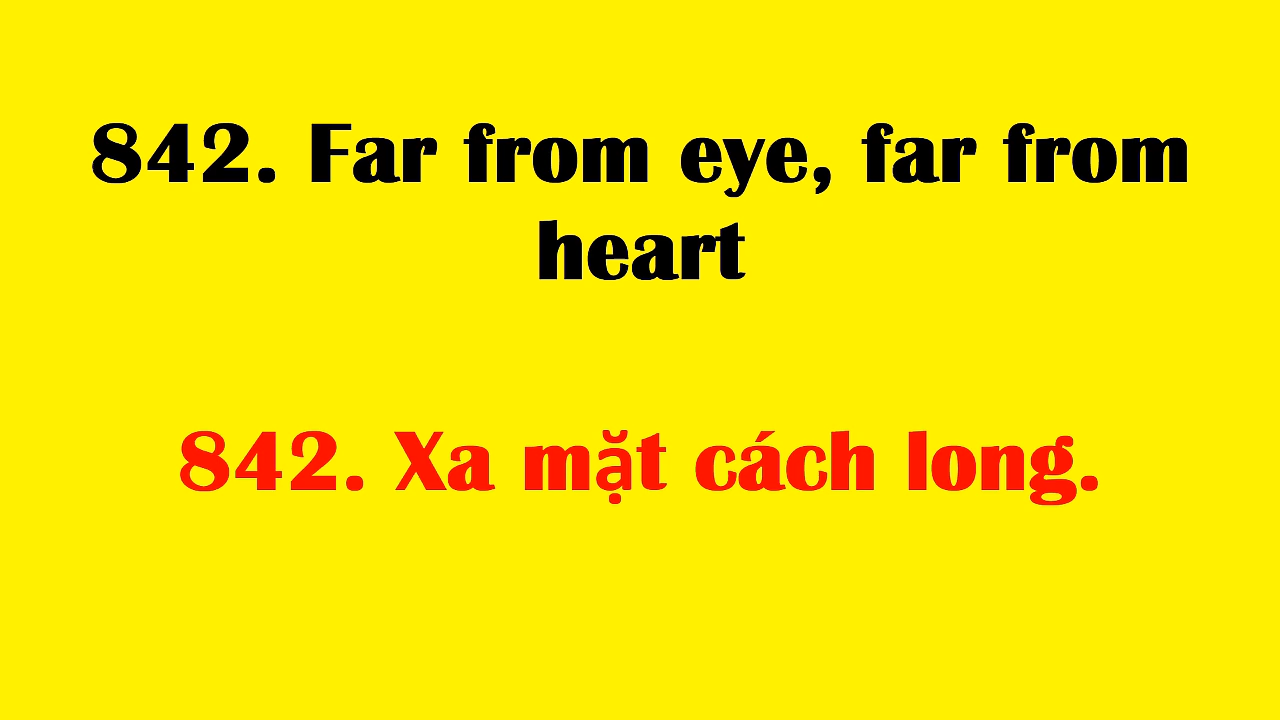 842. Far from eye, far from
heart
842. Xa mặt cách long.